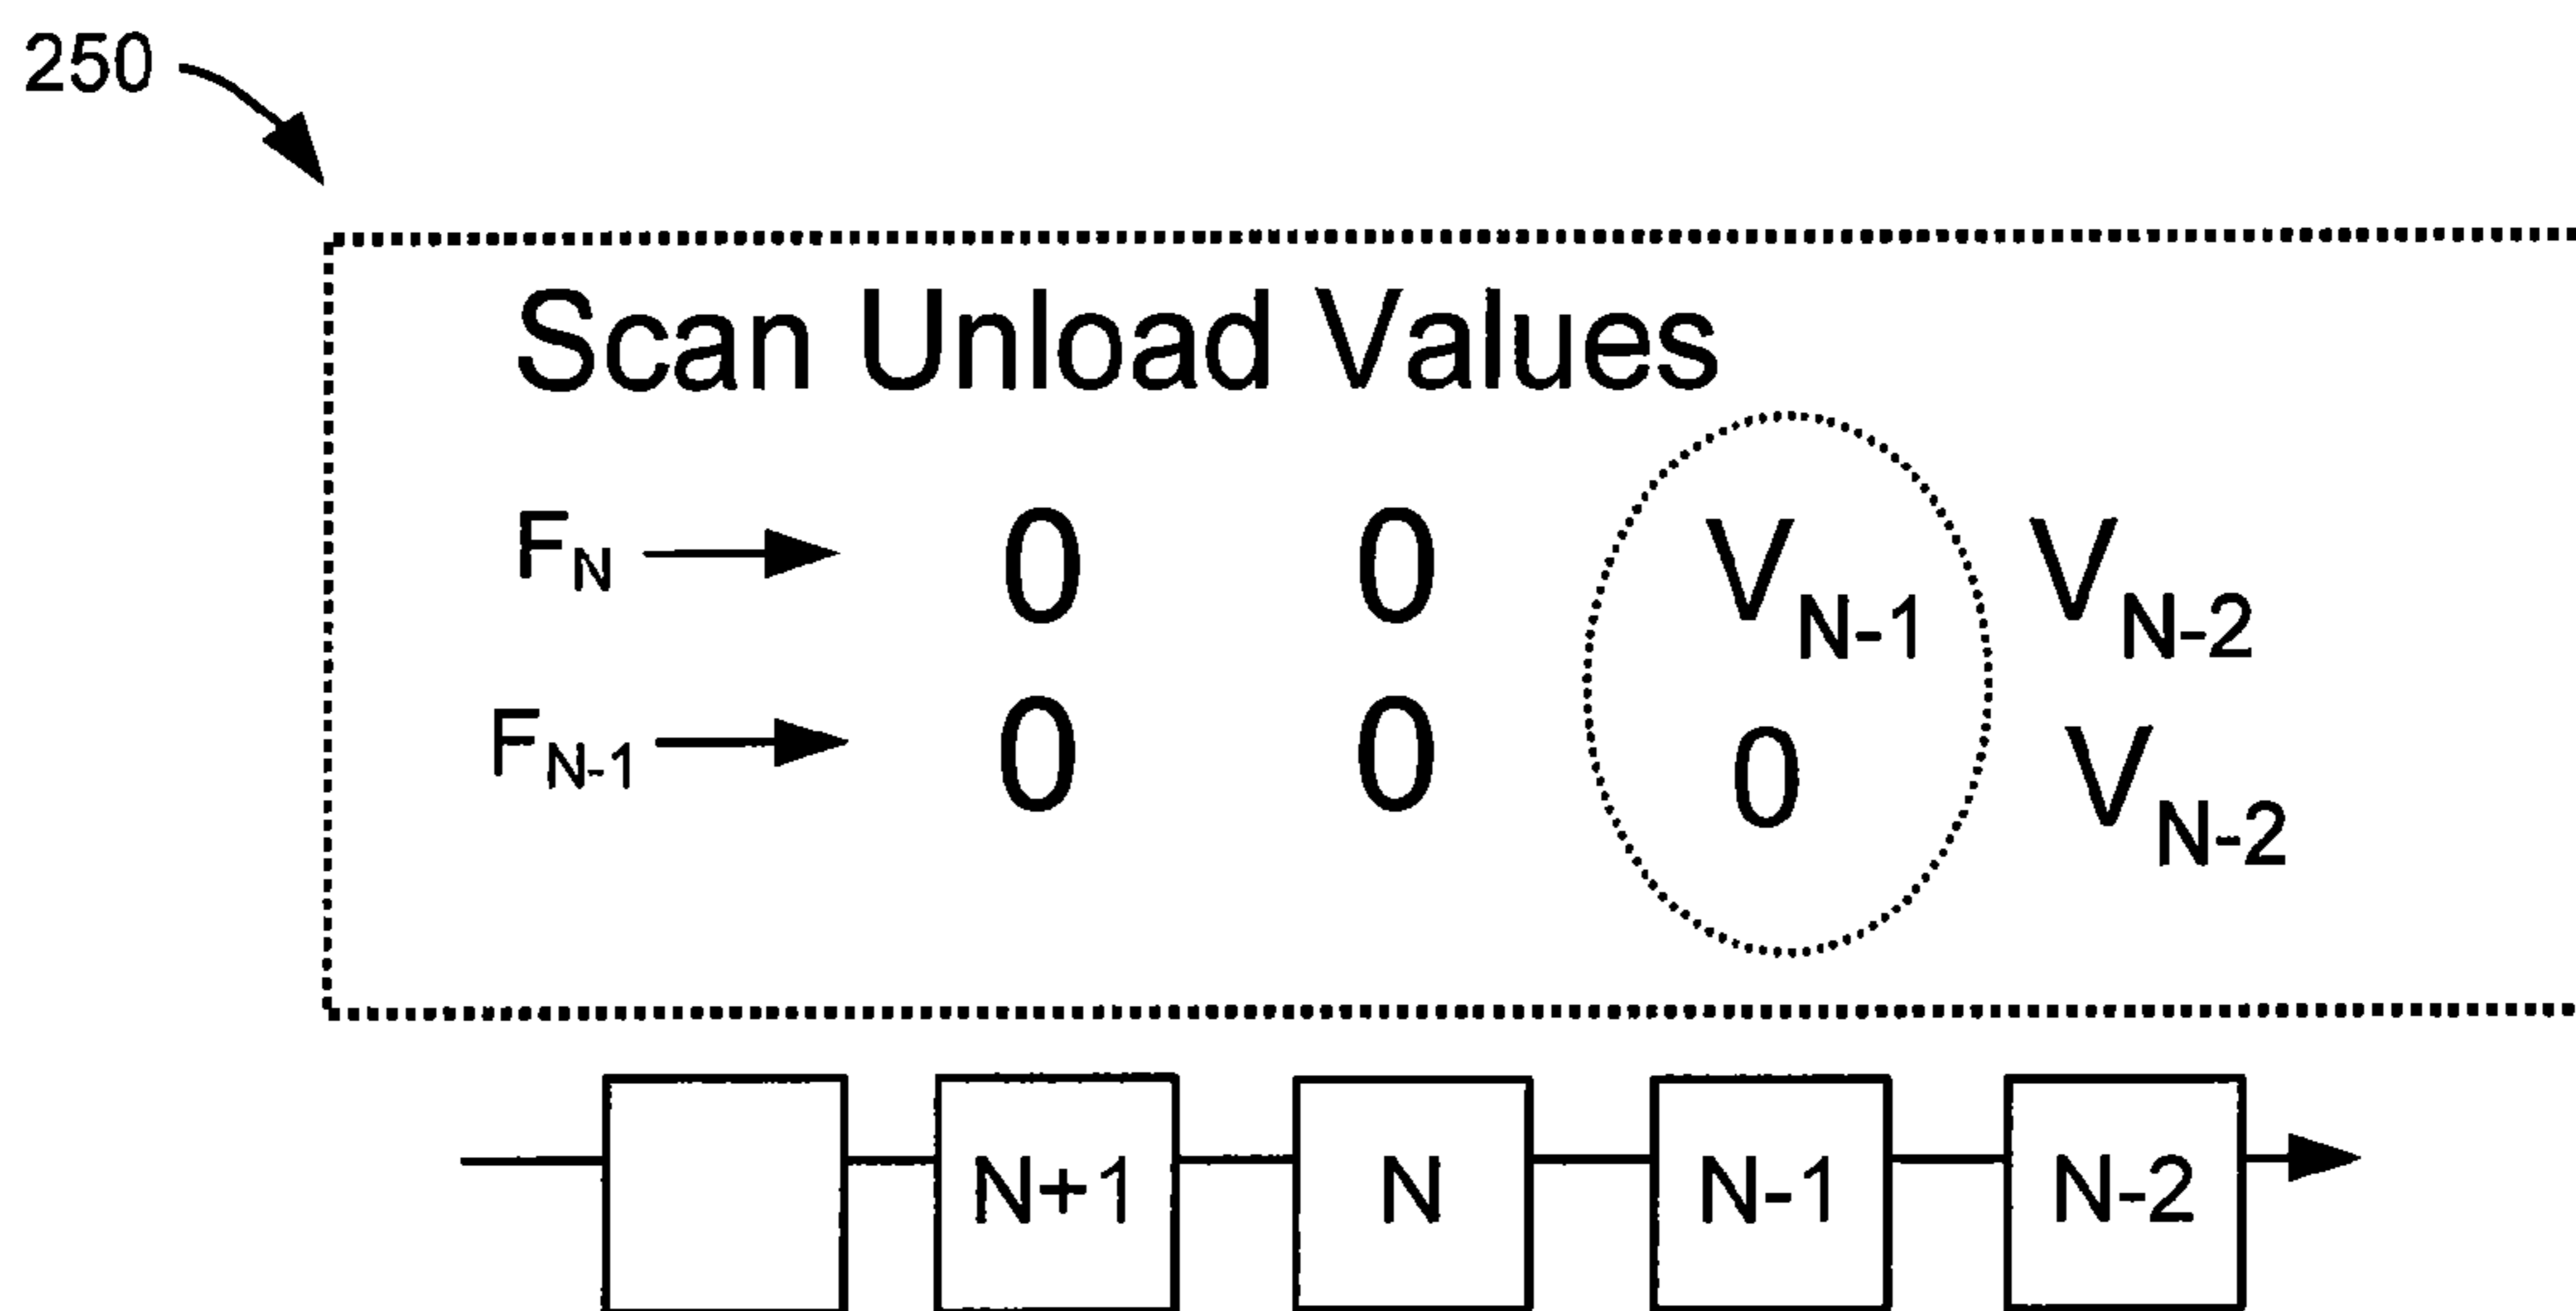 250
Scan Unload Values
F_N 0 0 V_N-1 V_N-2
F_N-1 0 0 0 V_N-2
N+1 N N-1 N-2